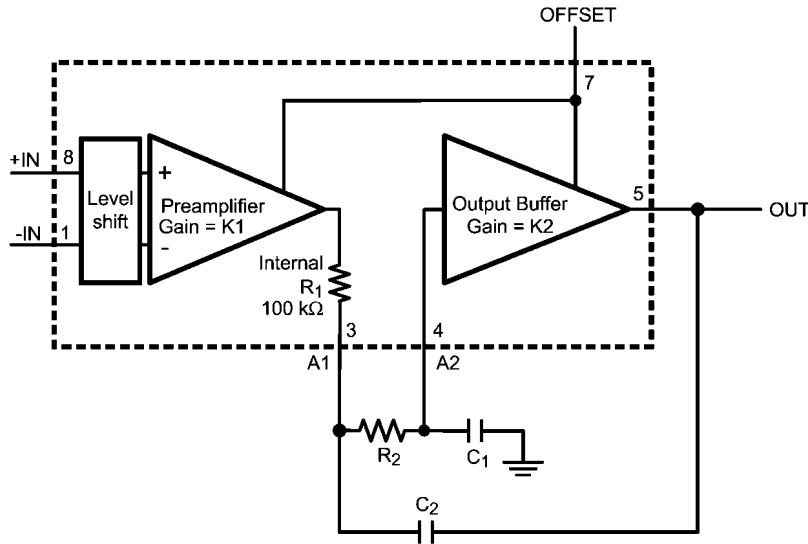 OFFSET
7
+IN
8
Level
shift
+
Preamplifier
Gain = K1
-
-IN
1
Output Buffer
Gain = K2
5
OUT
Internal
R1
100 kΩ
3
4
A1
A2
R2
C1
C2